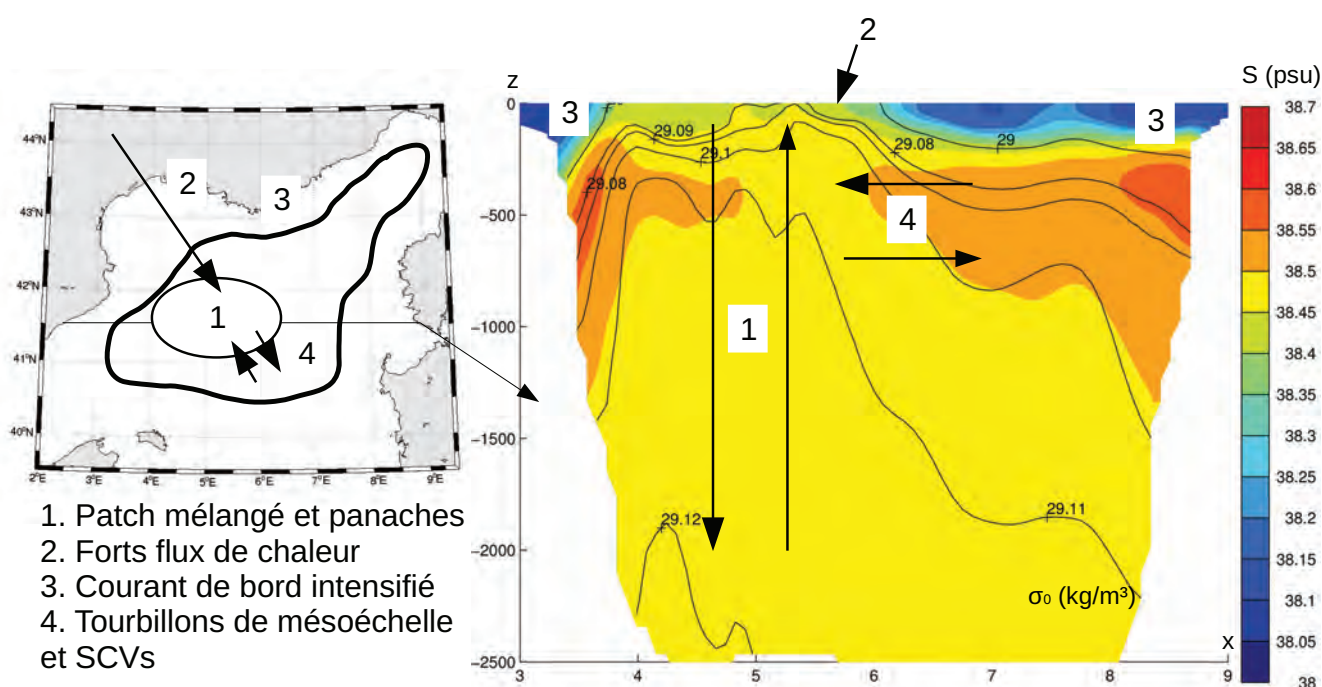 44°N
43°N
42°N
41°N
40°N
2°E 3°E 4°E 5°E 6°E 7°E 8°E 9°E
2
3
1
4
1. Patch mélangé et panaches
2. Forts flux de chaleur
3. Courant de bord intensifié
4. Tourbillons de mésoéchelle
et SCVs
2
z
S (psu)
0
−500
−1000
−1500
−2000
−2500
3 4 5 6 7 8 9
3
3
29.09
29.1
29.08
29.08
29
4
1
29.12
29.11
σ₀ (kg/m³)
x
38.7
38.65
38.6
38.55
38.5
38.45
38.4
38.35
38.3
38.25
38.2
38.15
38.1
38.05
38